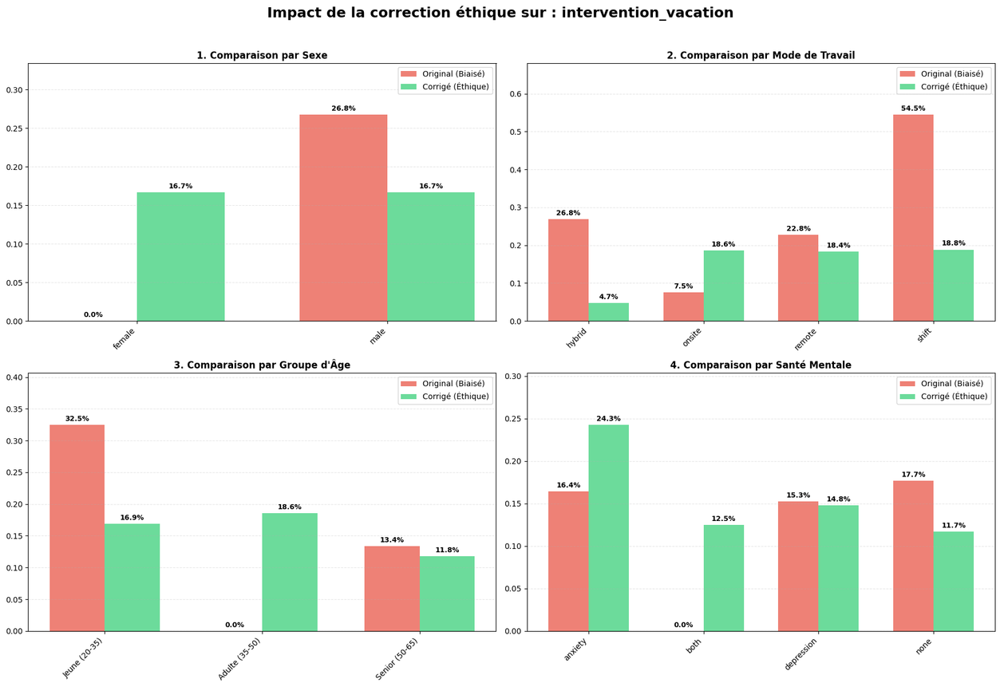 Impact de la correction éthique sur : intervention_vacation
1. Comparaison par Sexe
Original (Biaisé)
Corrigé (Éthique)
0.30
0.25
0.20
0.15
0.10
0.05
0.00
0.0%
16.7%
26.8%
16.7%
female
male
2. Comparaison par Mode de Travail
Original (Biaisé)
Corrigé (Éthique)
0.6
0.5
0.4
0.3
0.2
0.1
0.0
26.8%
4.7%
7.5%
18.6%
22.8%
18.4%
54.5%
18.8%
hybrid
onsite
remote
shift
3. Comparaison par Groupe d'Âge
Original (Biaisé)
Corrigé (Éthique)
0.40
0.35
0.30
0.25
0.20
0.15
0.10
0.05
0.00
32.5%
16.9%
0.0%
18.6%
13.4%
11.8%
Jeune (20-35)
Adulte (35-50)
Senior (50-65)
4. Comparaison par Santé Mentale
Original (Biaisé)
Corrigé (Éthique)
0.30
0.25
0.20
0.15
0.10
0.05
0.00
16.4%
24.3%
0.0%
12.5%
15.3%
14.8%
17.7%
11.7%
anxiety
both
depression
none